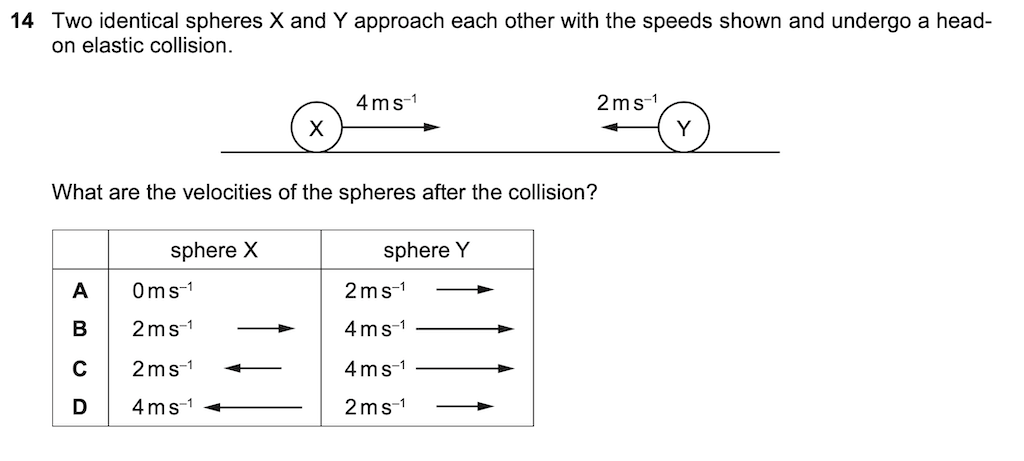 14 Two identical spheres X and Y approach each other with the speeds shown and undergo a head-
on elastic collision.
4 m s⁻¹ 2 m s⁻¹
X Y
What are the velocities of the spheres after the collision?
sphere X sphere Y
A 0 m s⁻¹ 2 m s⁻¹
B 2 m s⁻¹ 4 m s⁻¹
C 2 m s⁻¹ 4 m s⁻¹
D 4 m s⁻¹ 2 m s⁻¹